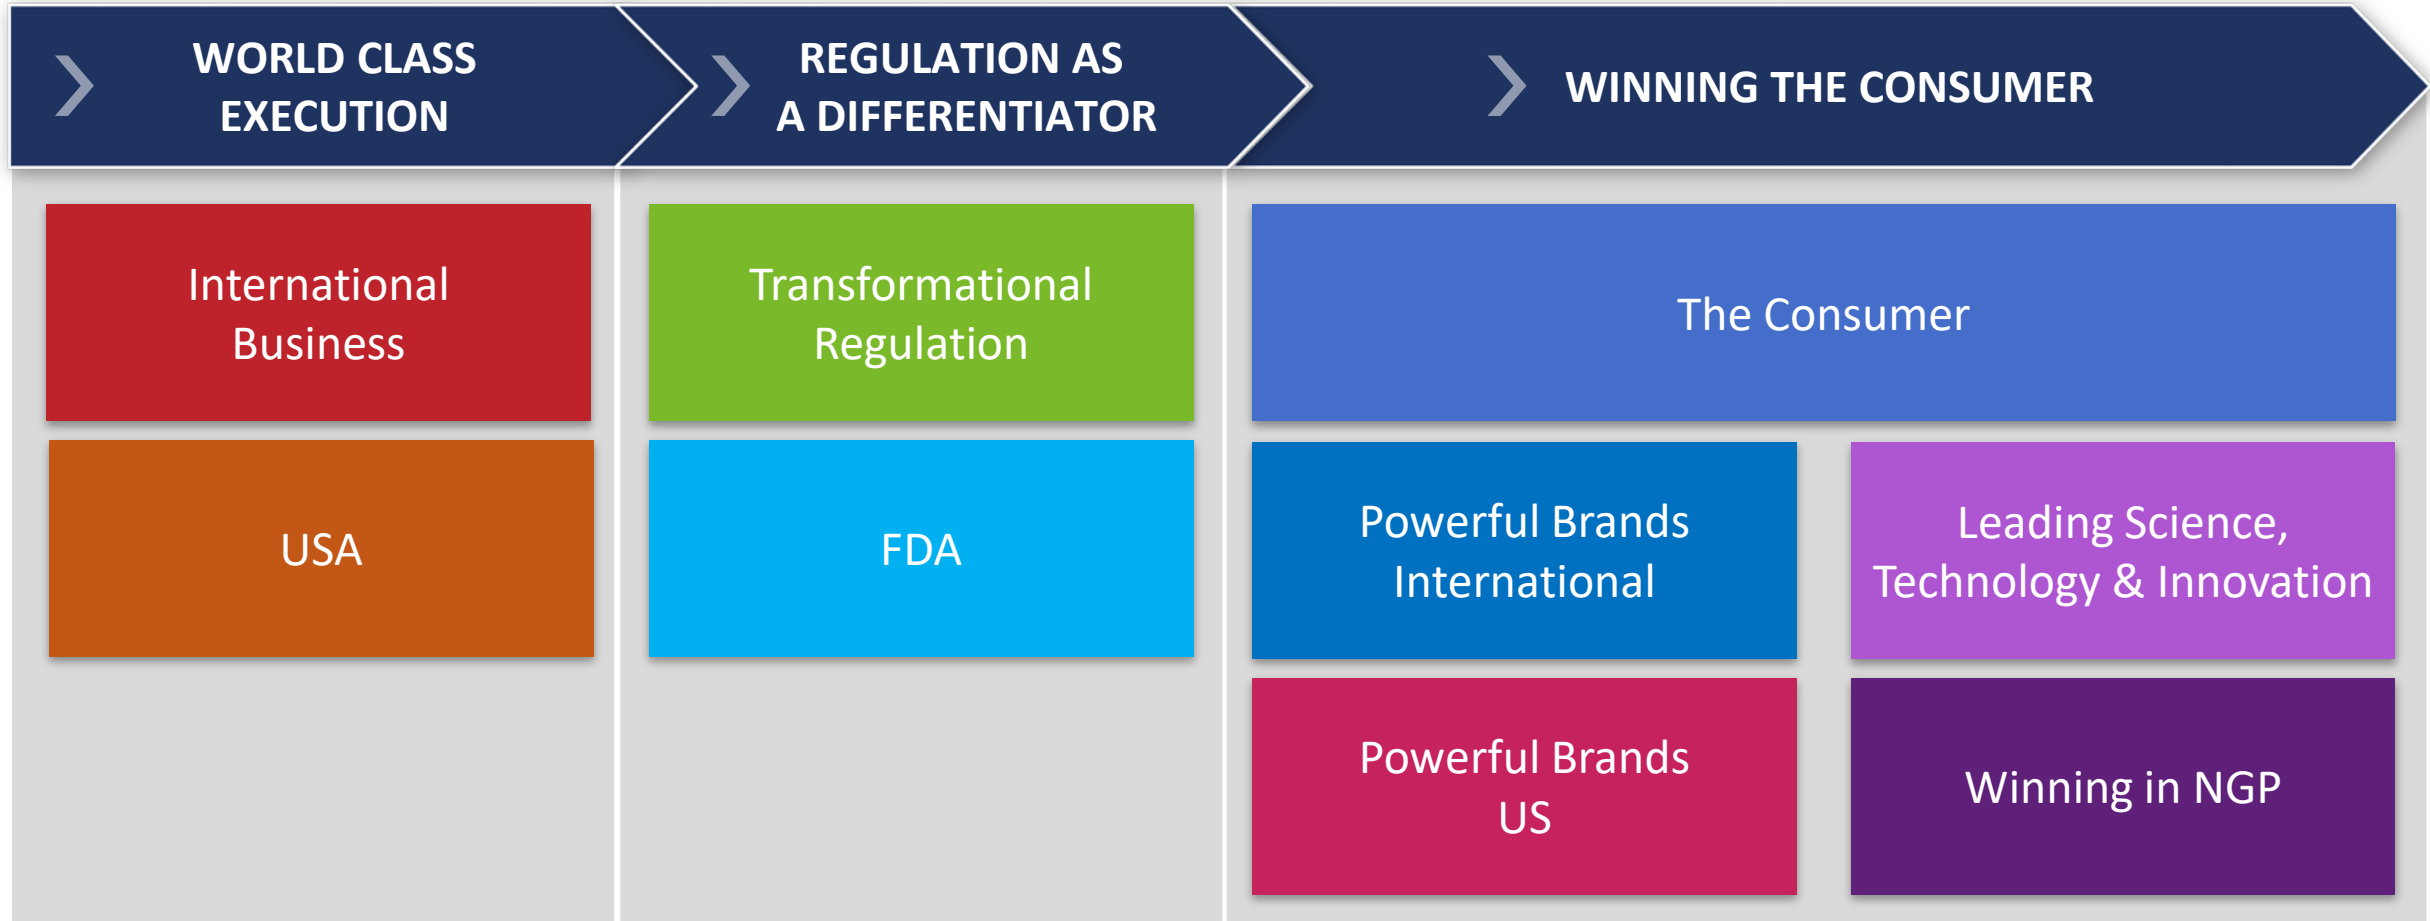 WORLD CLASS
EXECUTION
REGULATION AS
A DIFFERENTIATOR
WINNING THE CONSUMER
International
Business
USA
Transformational
Regulation
FDA
The Consumer
Powerful Brands
International
Leading Science,
Technology & Innovation
Powerful Brands
US
Winning in NGP